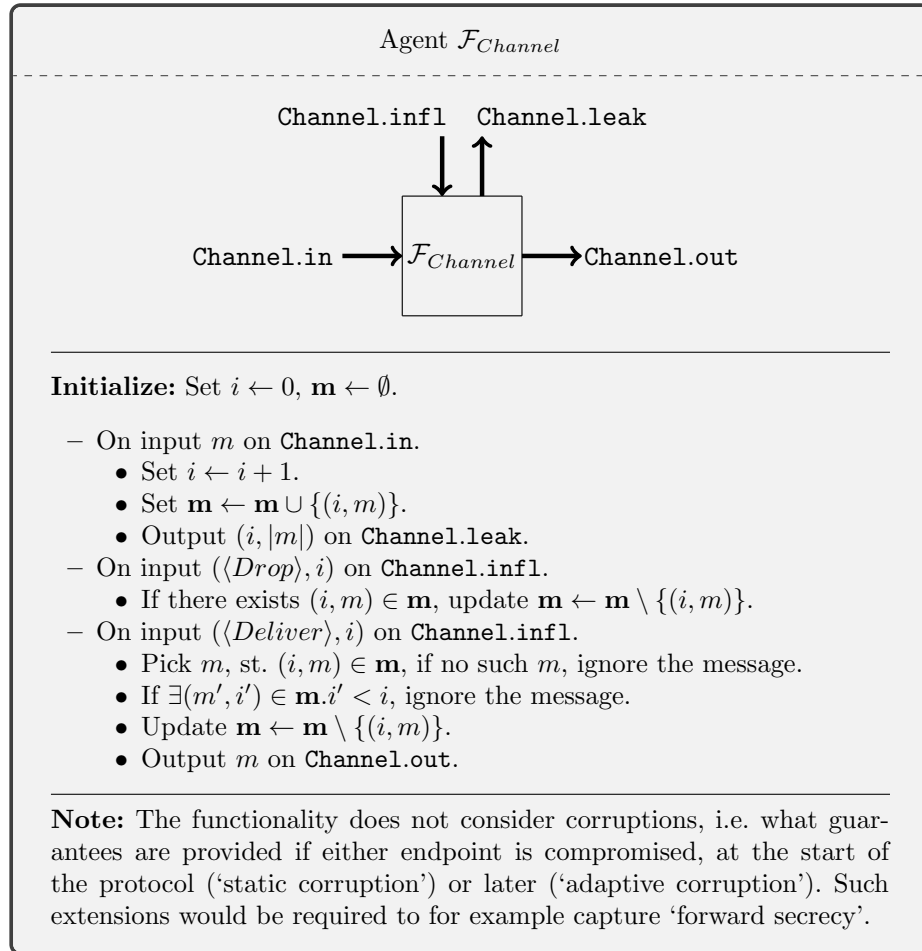 Agent F_Channel
Channel.infl Channel.leak
Channel.in F_Channel Channel.out
Initialize: Set i ← 0, m ← ∅.
– On input m on Channel.in.
• Set i ← i + 1.
• Set m ← m ∪ {(i, m)}.
• Output (i, |m|) on Channel.leak.
– On input (⟨Drop⟩, i) on Channel.infl.
• If there exists (i, m) ∈ m, update m ← m \ {(i, m)}.
– On input (⟨Deliver⟩, i) on Channel.infl.
• Pick m, st. (i, m) ∈ m, if no such m, ignore the message.
• If ∃(m′, i′) ∈ m.i′ < i, ignore the message.
• Update m ← m \ {(i, m)}.
• Output m on Channel.out.
Note: The functionality does not consider corruptions, i.e. what guar-
antees are provided if either endpoint is compromised, at the start of
the protocol (‘static corruption’) or later (‘adaptive corruption’). Such
extensions would be required to for example capture ‘forward secrecy’.